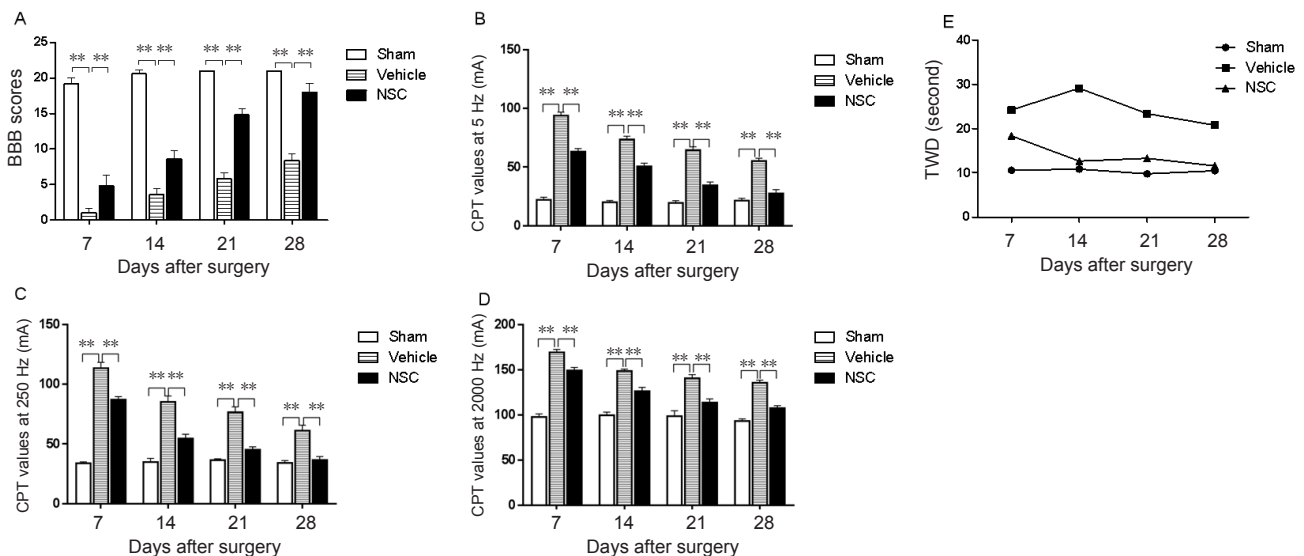 A
BBB scores
25
20
15
10
5
0
** ** ** ** ** ** ** **
7 14 21 28
Days after surgery
Sham
Vehicle
NSC
B
CPT values at 5 Hz (mA)
150
100
50
0
** ** ** ** ** ** ** **
7 14 21 28
Days after surgery
Sham
Vehicle
NSC
E
TWD (second)
40
30
20
10
0
7 14 21 28
Days after surgery
Sham
Vehicle
NSC
C
CPT values at 250 Hz (mA)
150
100
50
0
** ** ** ** ** ** ** **
7 14 21 28
Days after surgery
Sham
Vehicle
NSC
D
CPT values at 2000 Hz (mA)
200
150
100
50
0
** ** ** ** ** ** ** **
7 14 21 28
Days after surgery
Sham
Vehicle
NSC